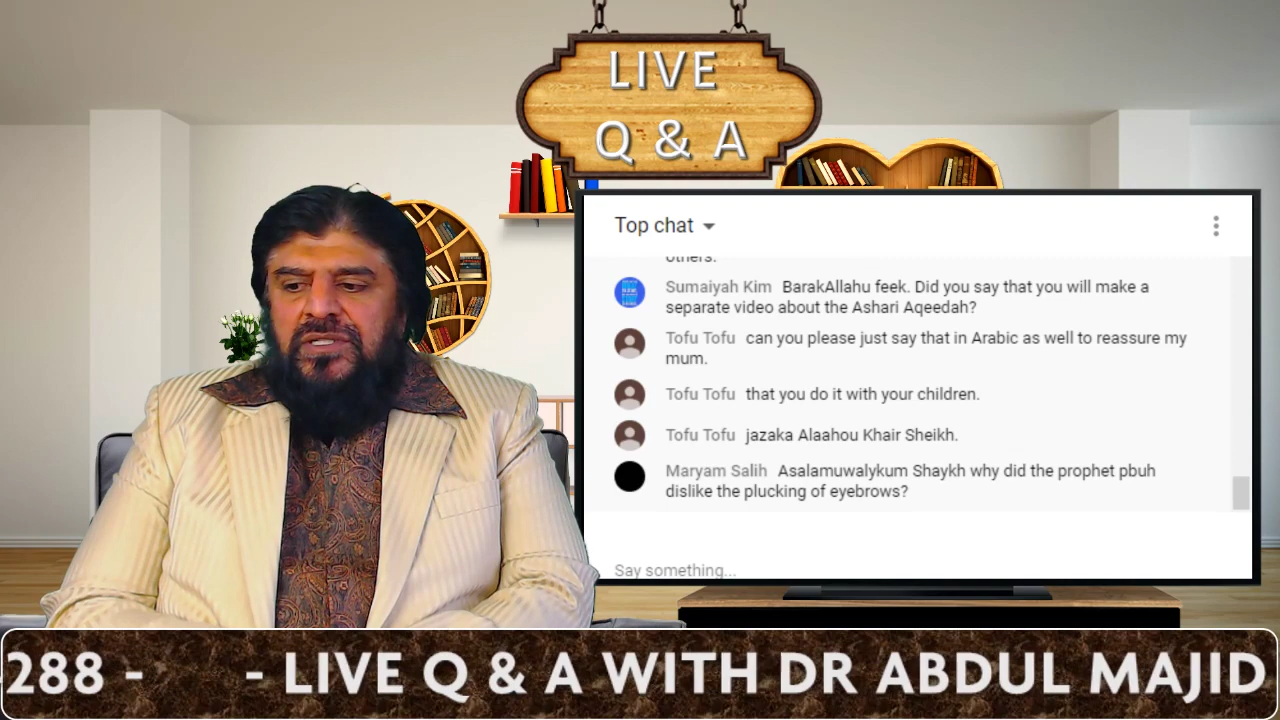 LIVE
Q & A
Top chat
others.
Sumaiyah Kim BarakAllahu feek. Did you say that you will make a
separate video about the Ashari Aqeedah?
Tofu Tofu can you please just say that in Arabic as well to reassure my
mum.
Tofu Tofu that you do it with your children.
Tofu Tofu jazaka Alaahou Khair Sheikh.
Maryam Salih Asalamuwalykum Shaykh why did the prophet pbuh
dislike the plucking of eyebrows?
Say something...
288 - - LIVE Q & A WITH DR ABDUL MAJID